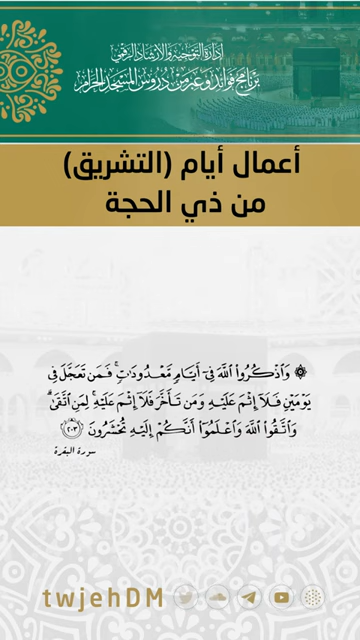 إدارة التوجيه والإرشاد الرقمي
برنامج فوائد وعبر من دروس المسجد الحرام
أعمال أيام (التشريق)
من ذي الحجة
۞ وَاذْكُرُوا اللَّهَ فِي أَيَّامٍ مَّعْدُودَاتٍ ۚ فَمَن تَعَجَّلَ فِي
يَوْمَيْنِ فَلَا إِثْمَ عَلَيْهِ وَمَن تَأَخَّرَ فَلَا إِثْمَ عَلَيْهِ ۚ لِمَنِ اتَّقَىٰ ۗ
وَاتَّقُوا اللَّهَ وَاعْلَمُوا أَنَّكُمْ إِلَيْهِ تُحْشَرُونَ ﴿٢٠٣﴾
سورة البقرة
twjehDM